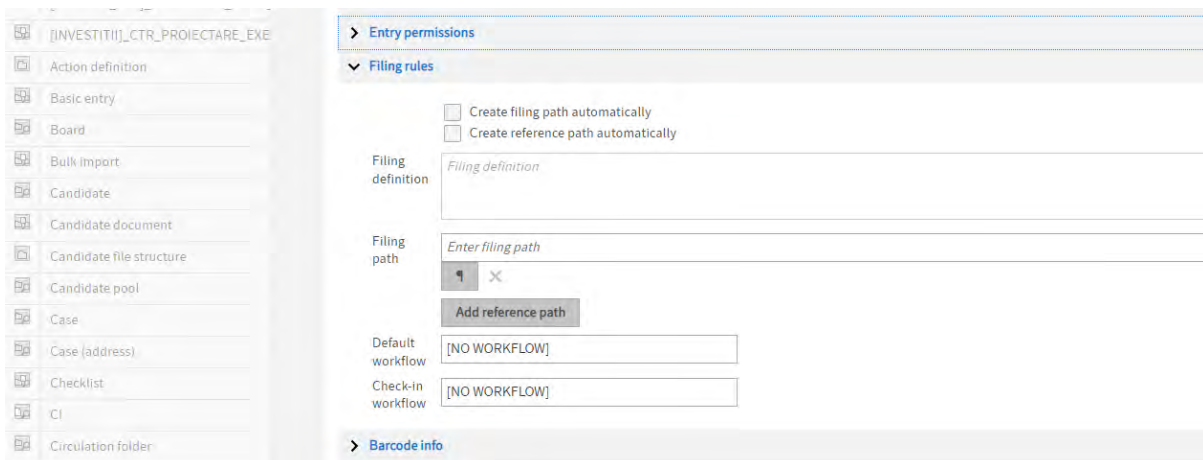 [INVESTITII]_CTR_PROIECTARE_EXE
Action definition
Basic entry
Board
Bulk import
Candidate
Candidate document
Candidate file structure
Candidate pool
Case
Case (address)
Checklist
CI
Circulation folder
Entry permissions
Filing rules
Create filing path automatically
Create reference path automatically
Filing
definition
Filing definition
Filing
path
Enter filing path
¶
Add reference path
Default
workflow
[NO WORKFLOW]
Check-in
workflow
[NO WORKFLOW]
Barcode info